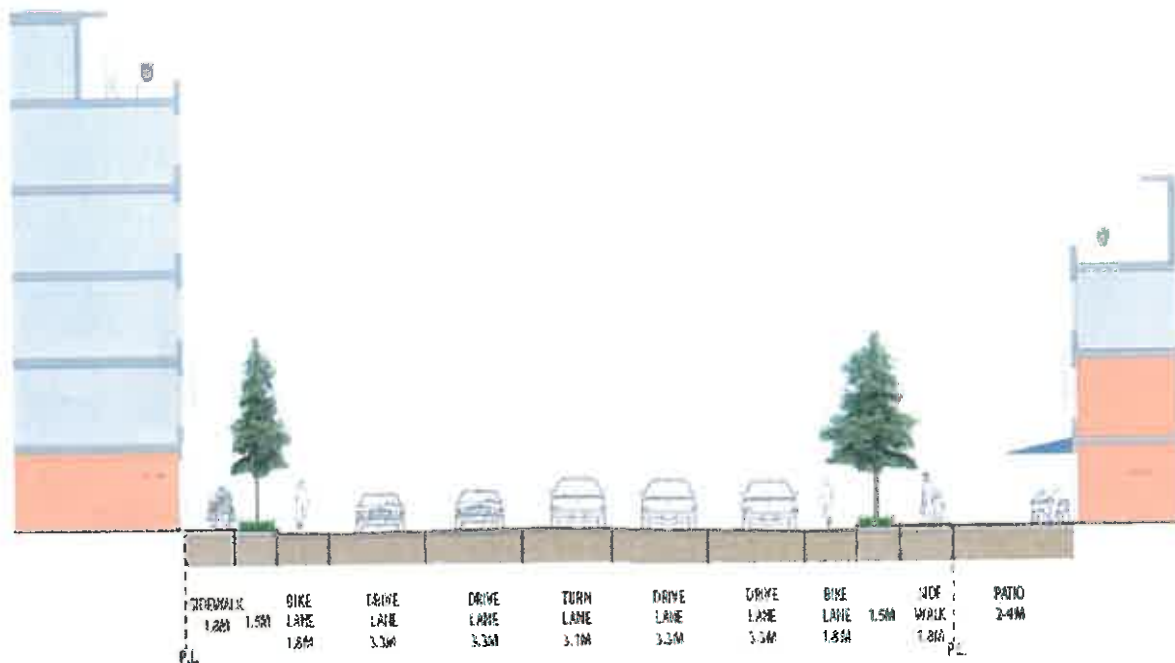 SIDEWALK
1.8M
1.5M
BIKE
LANE
1.8M
DRIVE
LANE
3.3M
DRIVE
LANE
3.3M
TURN
LANE
3.1M
DRIVE
LANE
3.3M
DRIVE
LANE
3.3M
BIKE
LANE
1.8M
1.5M
SIDE
WALK
1.8M
PATIO
2-4M
P.L.
P.L.